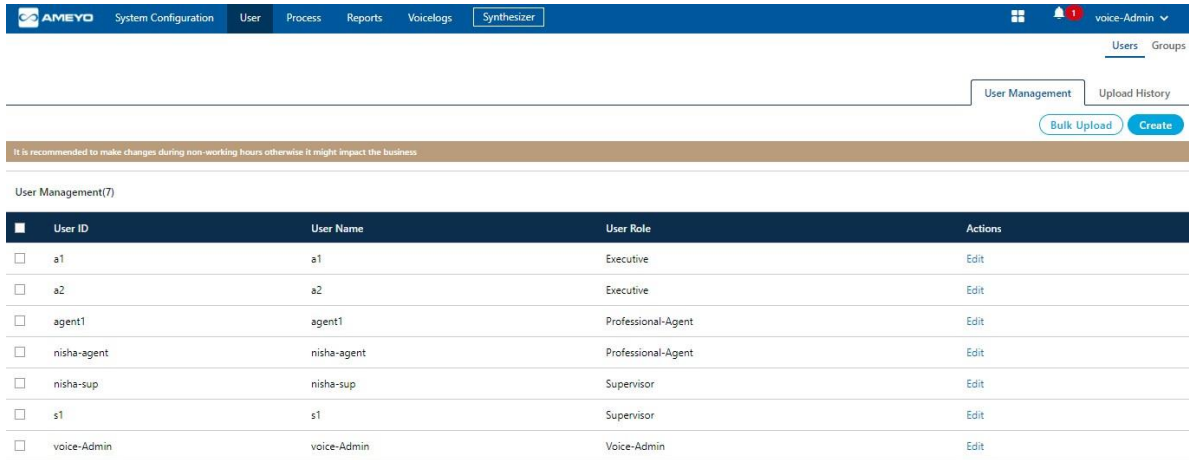 AMEYO System Configuration User Process Reports Voicelogs Synthesizer 1 voice-Admin
Users Groups
User Management Upload History
Bulk Upload Create
It is recommended to make changes during non-working hours otherwise it might impact the business
User Management(7)
User ID User Name User Role Actions
a1 a1 Executive Edit
a2 a2 Executive Edit
agent1 agent1 Professional-Agent Edit
nisha-agent nisha-agent Professional-Agent Edit
nisha-sup nisha-sup Supervisor Edit
s1 s1 Supervisor Edit
voice-Admin voice-Admin Voice-Admin Edit